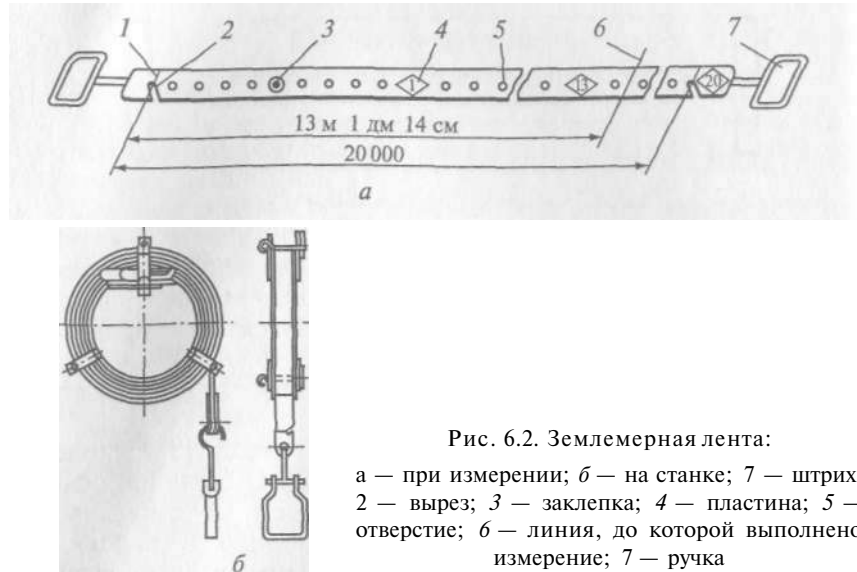 1 2 3 4 5 6 7
1 13 20
13 м 1 дм 14 см
20 000
а
б
Рис. 6.2. Землемерная лента:
а — при измерении; б — на станке; 7 — штрих
2 — вырез; 3 — заклепка; 4 — пластина; 5 —
отверстие; 6 — линия, до которой выполнено
измерение; 7 — ручка